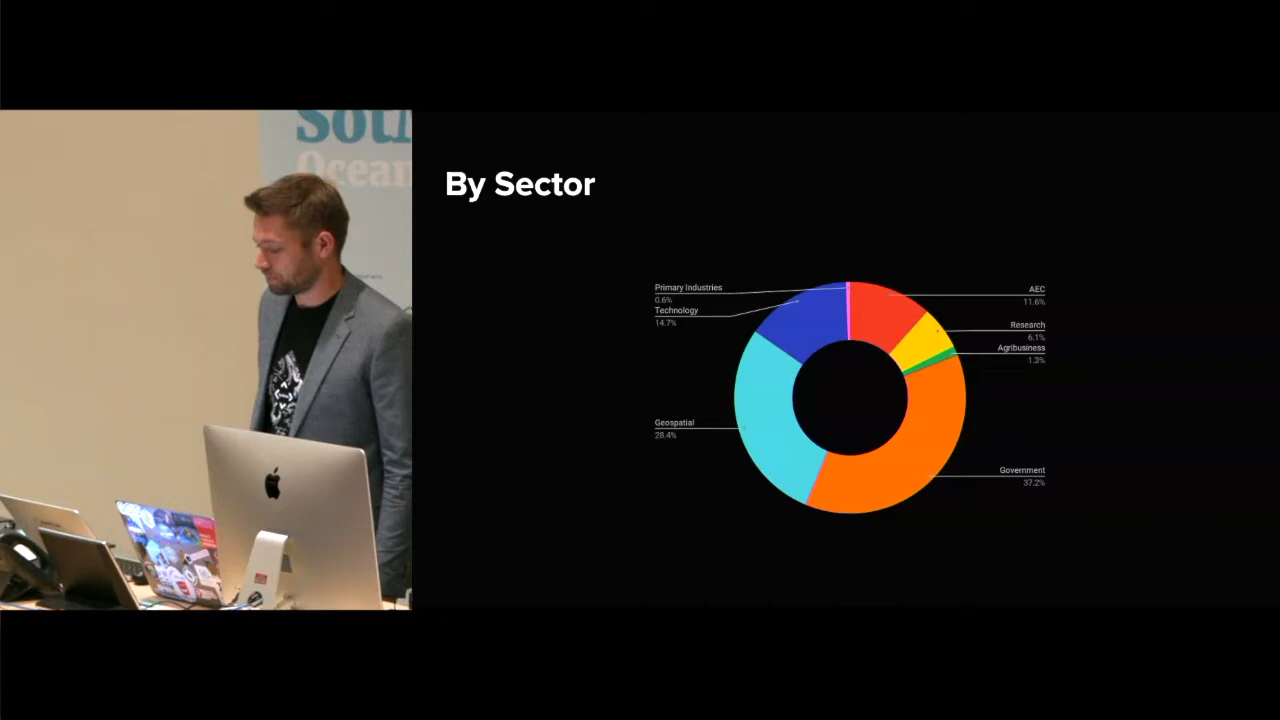 Ocean
By Sector
Primary Industries
0.6%
Technology
14.7%
Geospatial
28.4%
AEC
11.6%
Research
6.1%
Agribusiness
1.3%
Government
37.2%